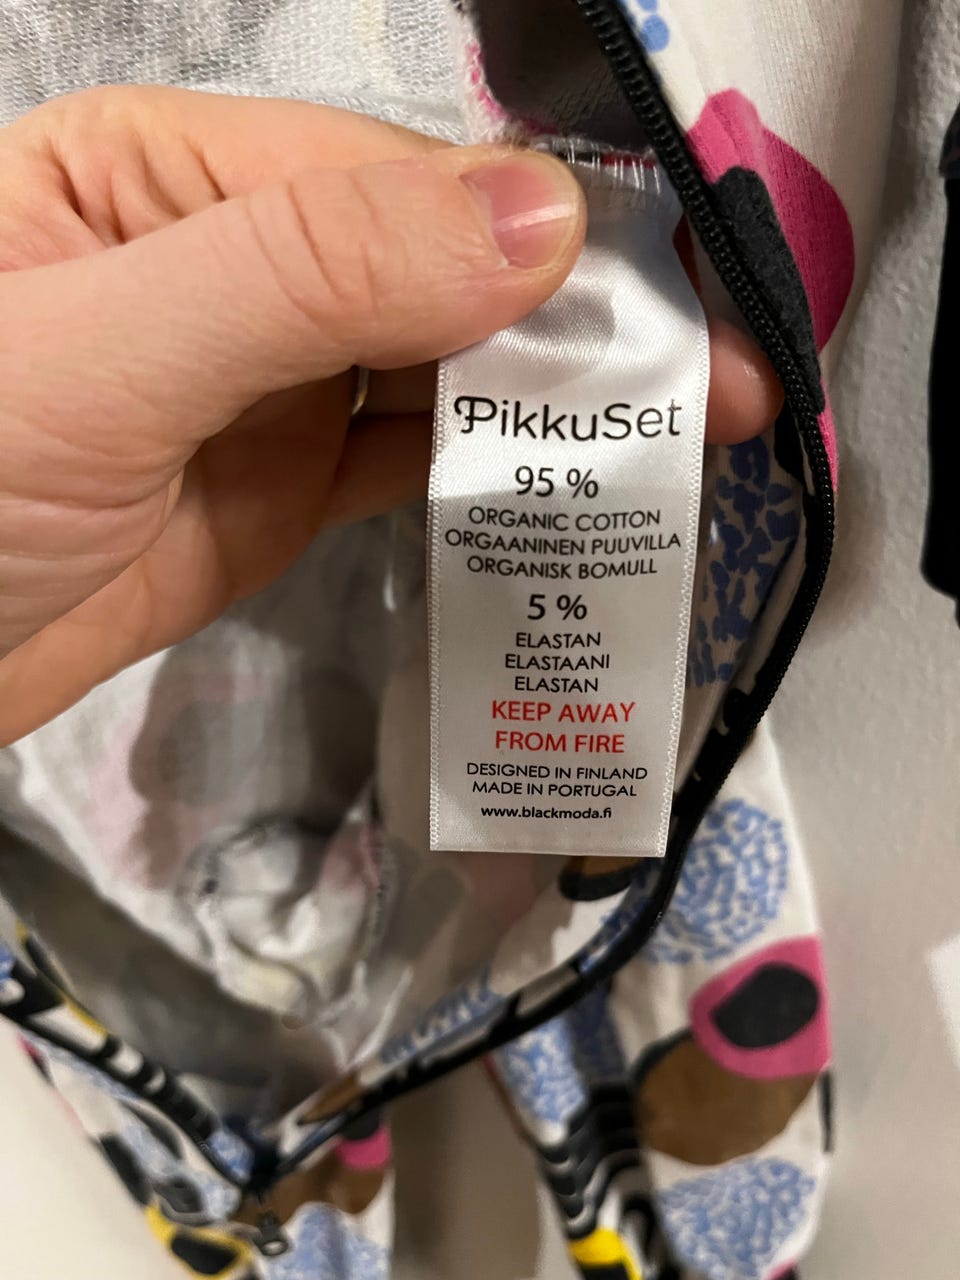 PikkuSet
95 %
ORGANIC COTTON
ORGAANINEN PUUVILLA
ORGANISK BOMULL
5 %
ELASTAN
ELASTAANI
ELASTAN
KEEP AWAY
FROM FIRE
DESIGNED IN FINLAND
MADE IN PORTUGAL
www.blackmoda.fi